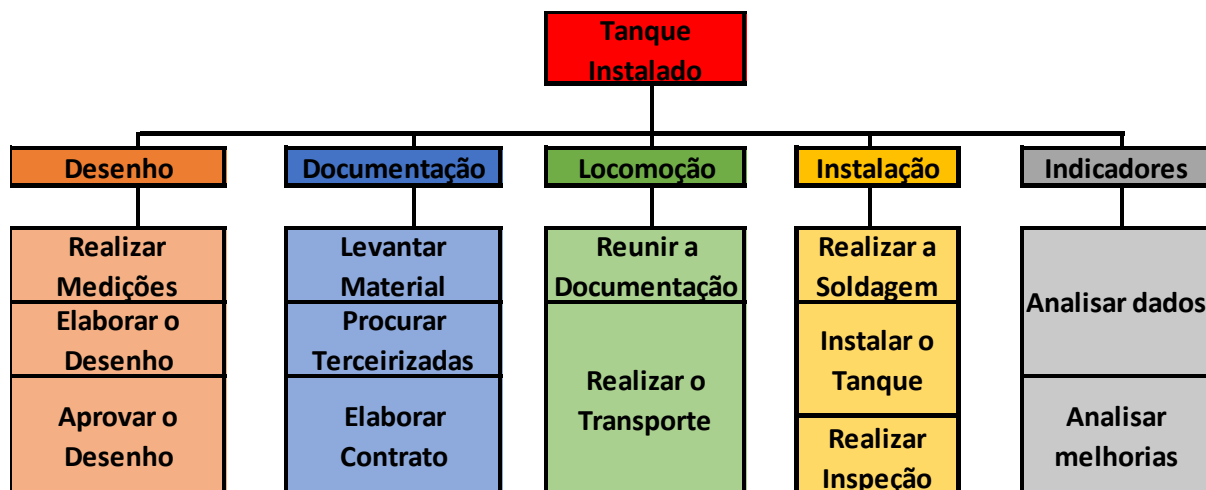 Tanque
Instalado
Desenho
Documentação
Locomoção
Instalação
Indicadores
Realizar
Medições
Elaborar o
Desenho
Aprovar o
Desenho
Levantar
Material
Procurar
Terceirizadas
Elaborar
Contrato
Reunir a
Documentação
Realizar o
Transporte
Realizar a
Soldagem
Instalar o
Tanque
Realizar
Inspeção
Analisar dados
Analisar
melhorias